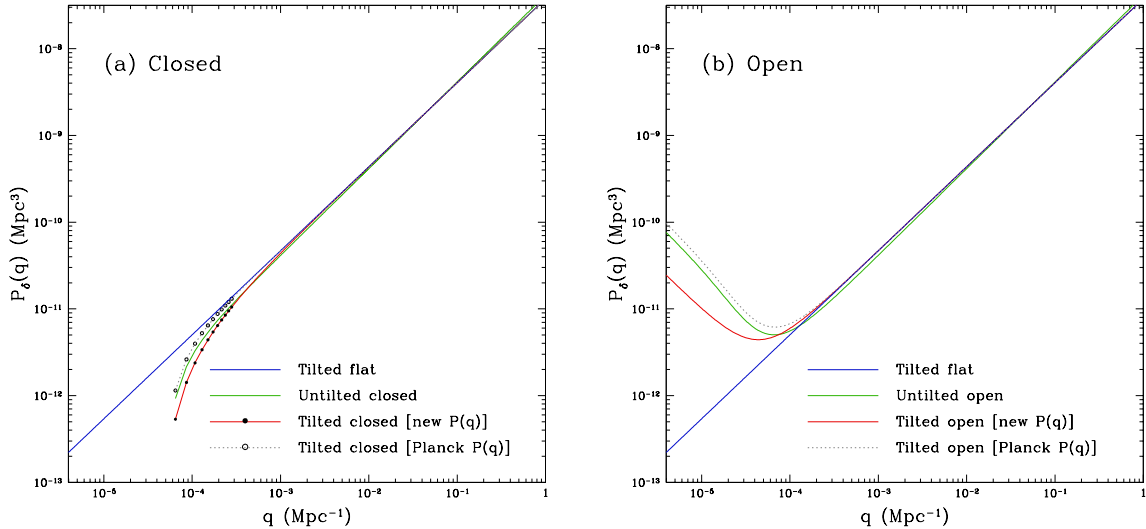 (a) Closed
P_δ(q) (Mpc³)
10⁻⁸
10⁻⁹
10⁻¹⁰
10⁻¹¹
10⁻¹²
10⁻¹³
Tilted flat
Untilted closed
Tilted closed [new P(q)]
Tilted closed [Planck P(q)]
10⁻⁵ 10⁻⁴ 10⁻³ 10⁻² 10⁻¹ 1
q (Mpc⁻¹)
(b) Open
P_δ(q) (Mpc³)
10⁻⁸
10⁻⁹
10⁻¹⁰
10⁻¹¹
10⁻¹²
10⁻¹³
Tilted flat
Untilted open
Tilted open [new P(q)]
Tilted open [Planck P(q)]
10⁻⁵ 10⁻⁴ 10⁻³ 10⁻² 10⁻¹ 1
q (Mpc⁻¹)